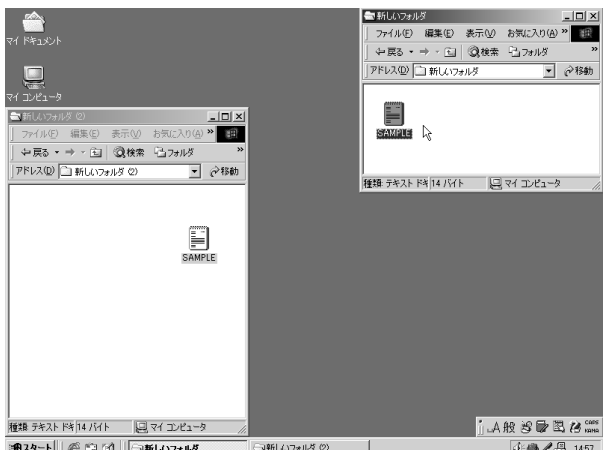 マイ ドキュメント
マイ コンピュータ
新しいフォルダ
ファイル(F) 編集(E) 表示(V) お気に入り(A) »
戻る 検索 フォルダ »
アドレス(D) 新しいフォルダ 移動
SAMPLE
種類: テキスト ドキ 14 バイト マイ コンピュータ
新しいフォルダ (2)
ファイル(F) 編集(E) 表示(V) お気に入り(A) »
戻る 検索 フォルダ »
アドレス(D) 新しいフォルダ (2) 移動
SAMPLE
種類: テキスト ドキ 14 バイト マイ コンピュータ
A 般 CAPS KANA
スタート 新しいフォルダ 新しいフォルダ (2) 14:57